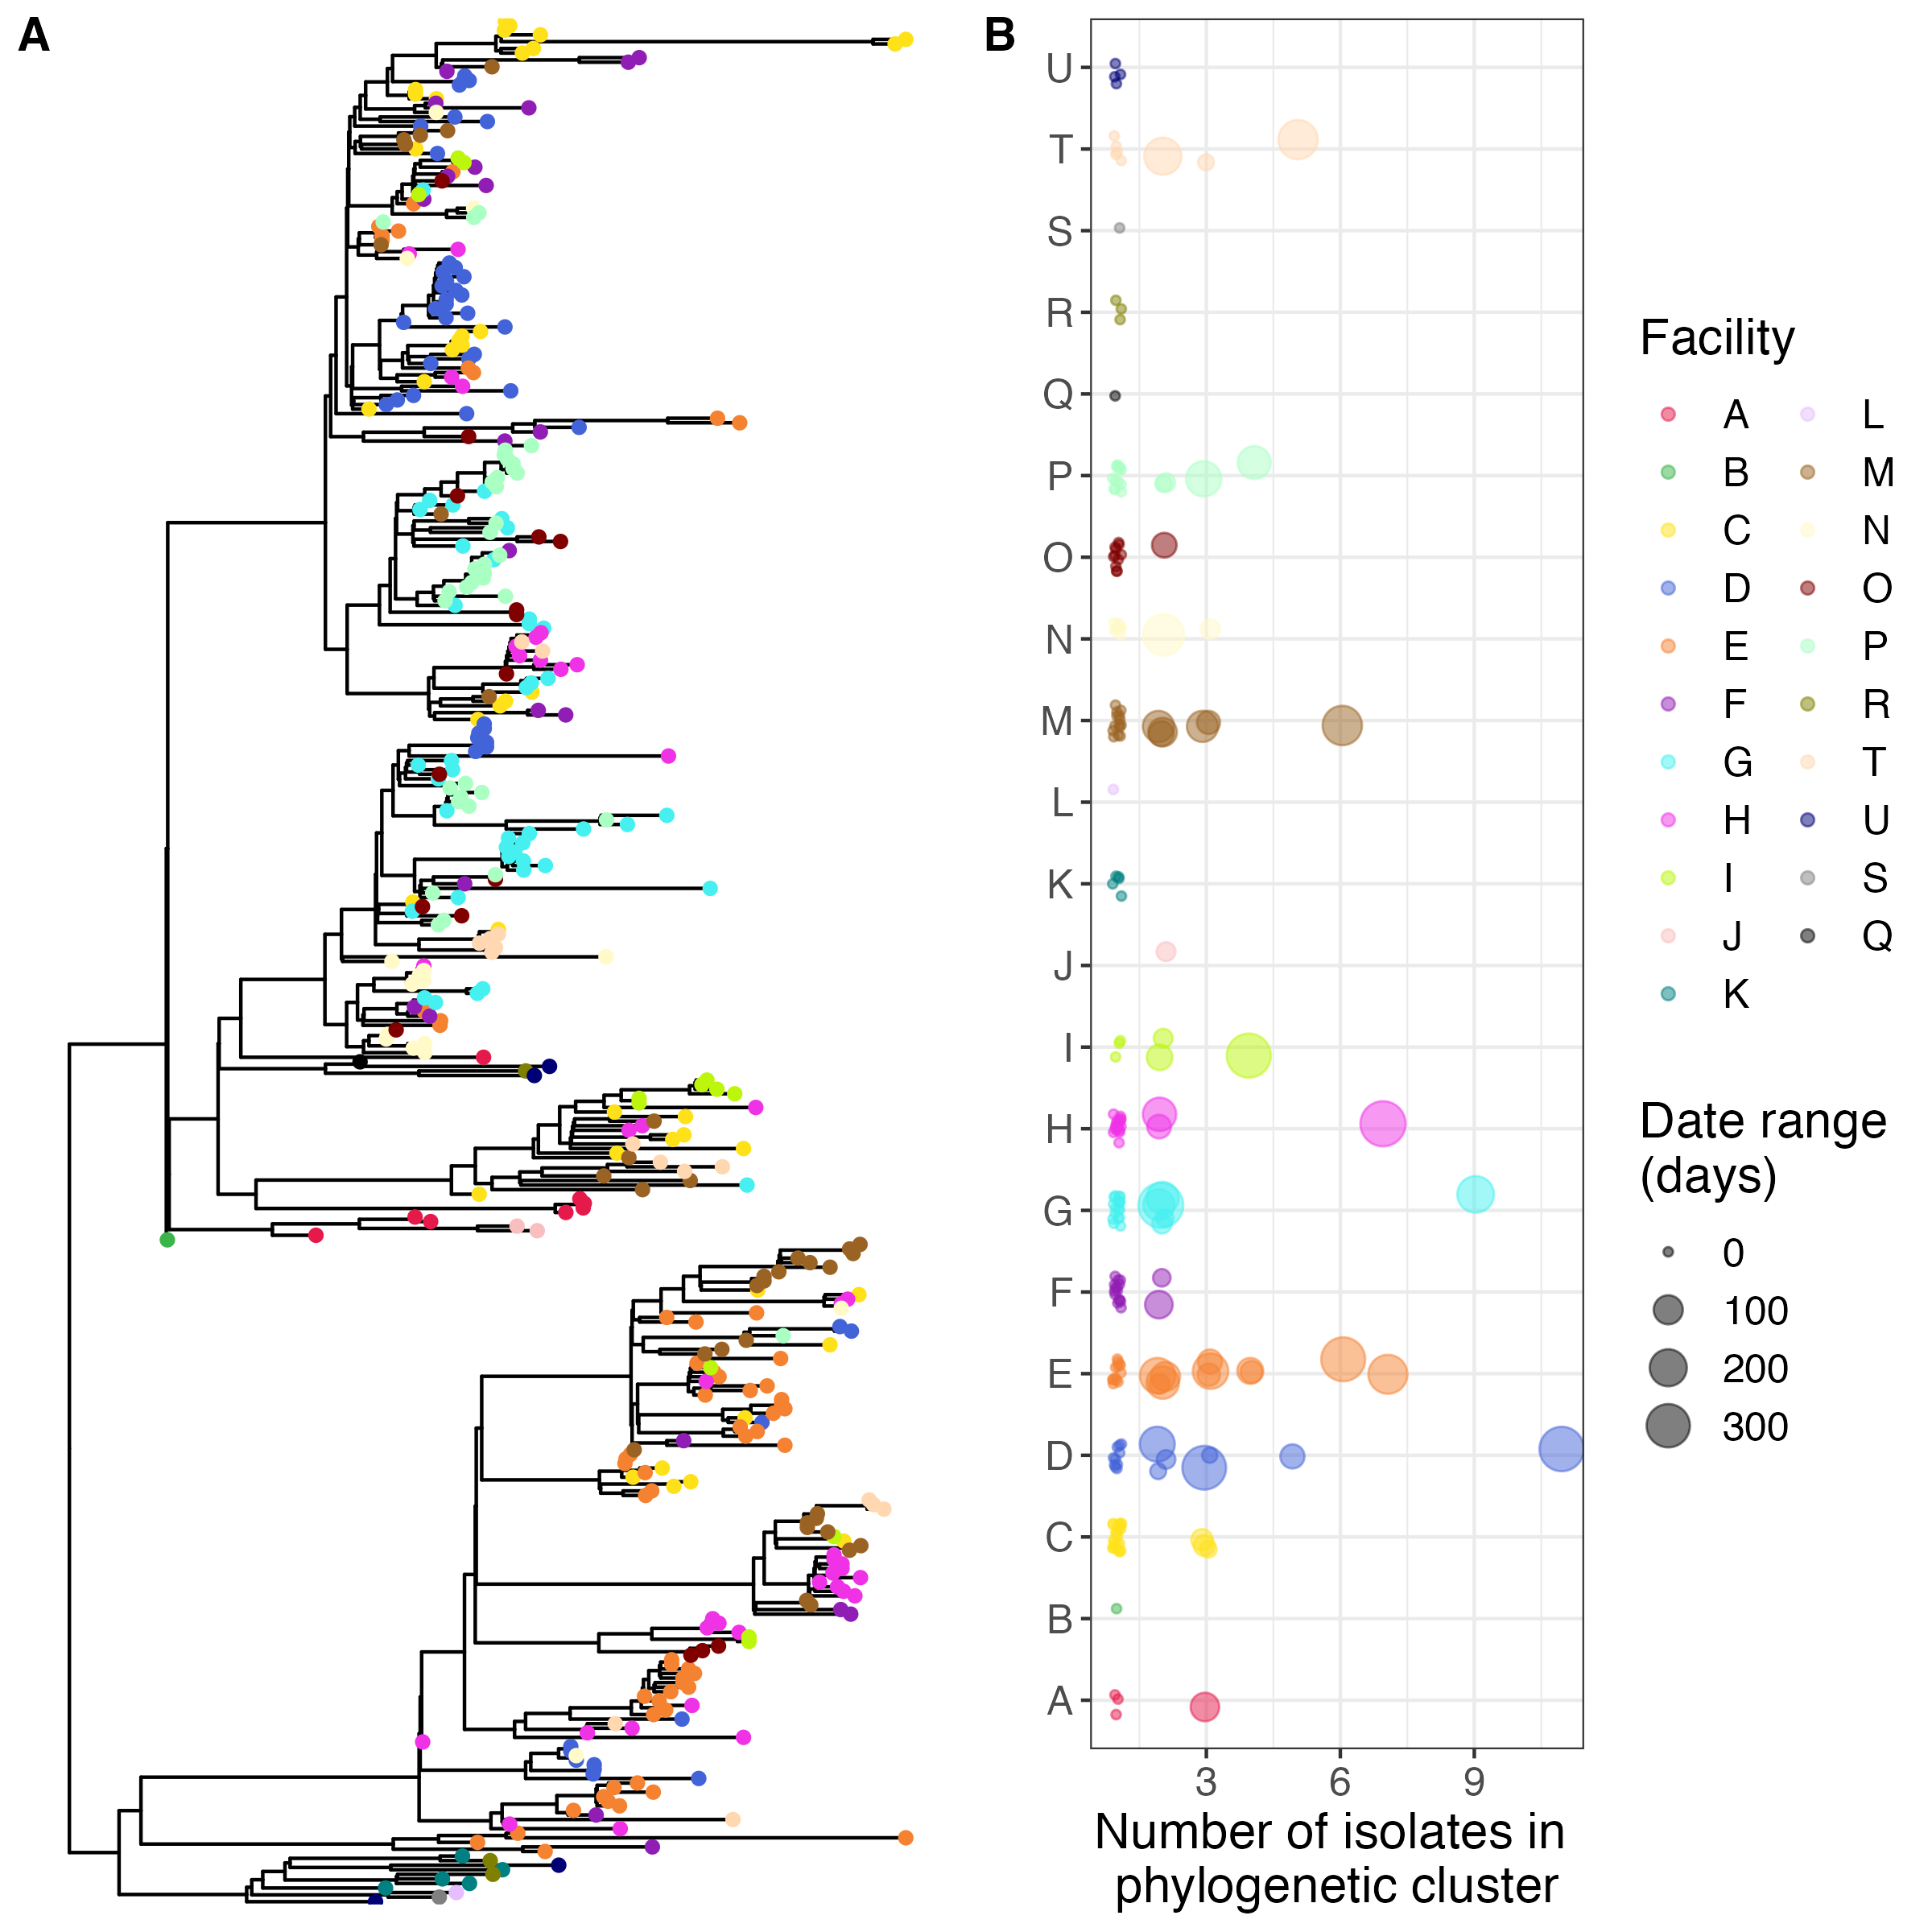 A
B
U
T
S
R
Q
P
O
N
M
L
K
J
I
H
G
F
E
D
C
B
A
3 6 9
Number of isolates in
phylogenetic cluster
Facility
A L
B M
C N
D O
E P
F R
G T
H U
I S
J Q
K
Date range
(days)
0
100
200
300